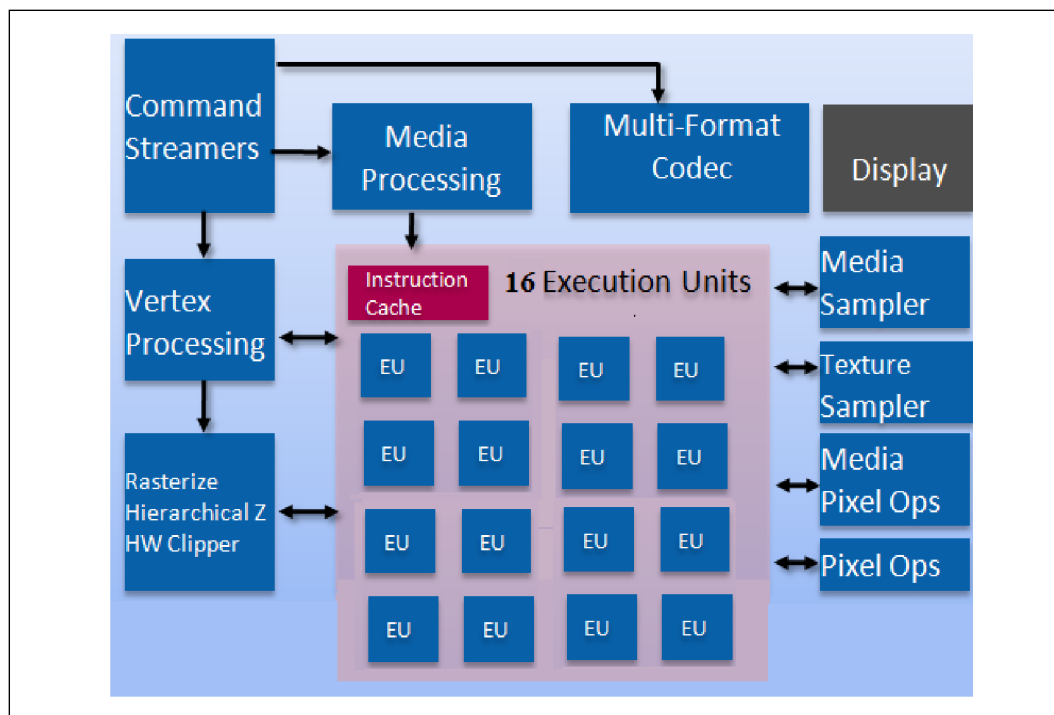 Command
Streamers
Media
Processing
Multi-Format
Codec
Display
Vertex
Processing
Instruction
Cache
16 Execution Units
Media
Sampler
Texture
Sampler
Rasterize
Hierarchical Z
HW Clipper
Media
Pixel Ops
Pixel Ops
EU EU EU EU
EU EU EU EU
EU EU EU EU
EU EU EU EU